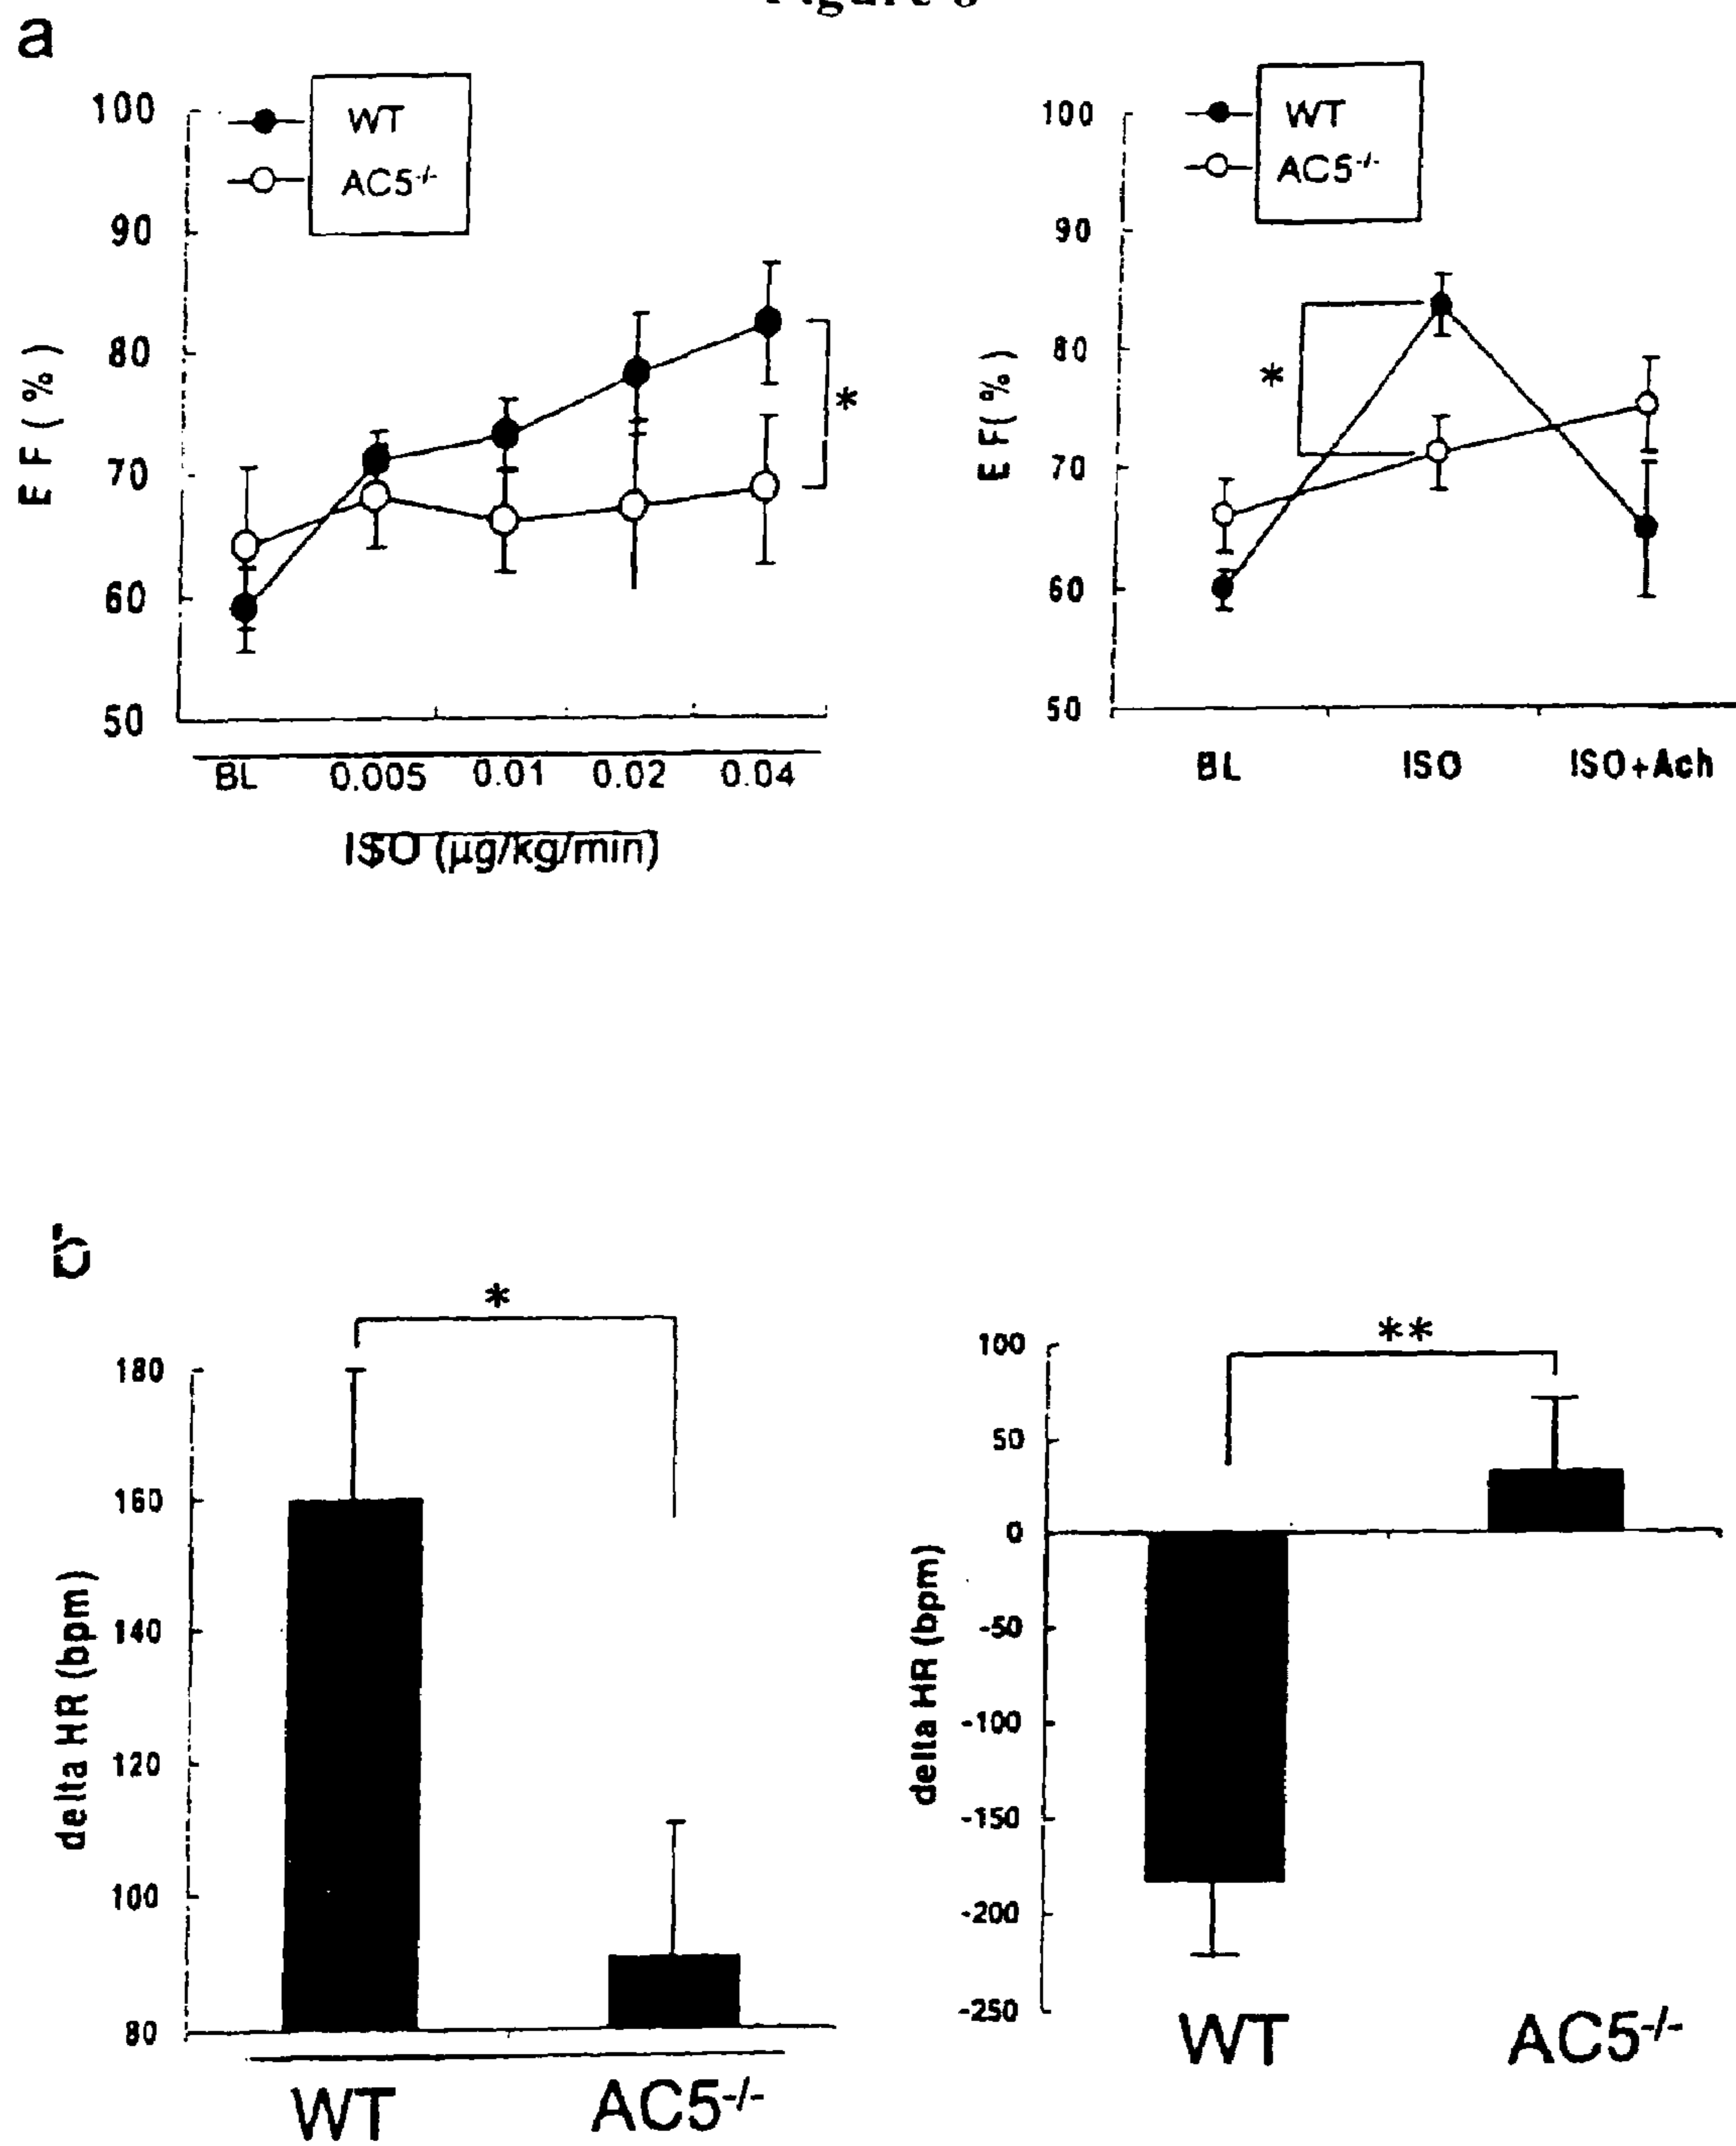 a
100
90
80
70
60
50
EF(%)
WT
AC5-/-
*
BL 0.005 0.01 0.02 0.04
ISO (µg/kg/min)
100
90
80
70
60
50
EF(%)
WT
AC5-/-
*
BL ISO ISO+Ach
b
*
180
160
140
120
100
80
delta HR (bpm)
WT AC5-/-
**
100
50
0
-50
-100
-150
-200
-250
delta HR (bpm)
WT AC5-/-